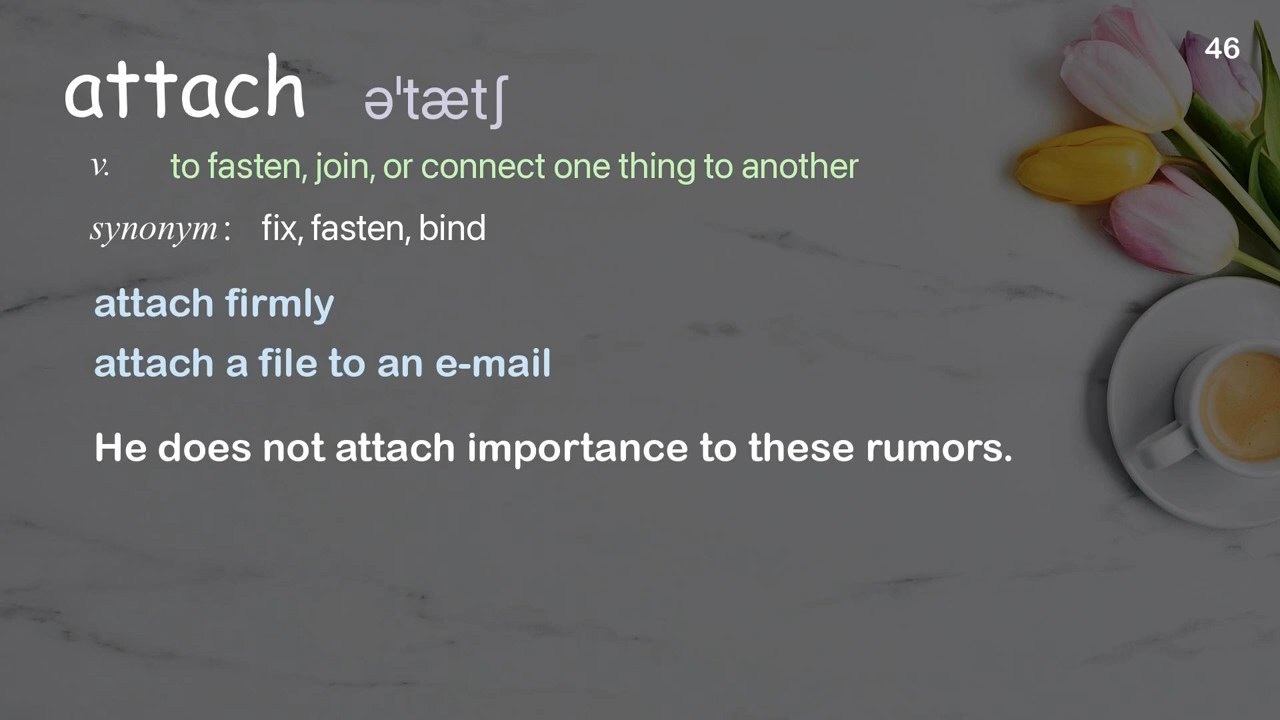 46
attach əˈtætʃ
v. to fasten, join, or connect one thing to another
synonym : fix, fasten, bind
attach firmly
attach a file to an e-mail
He does not attach importance to these rumors.